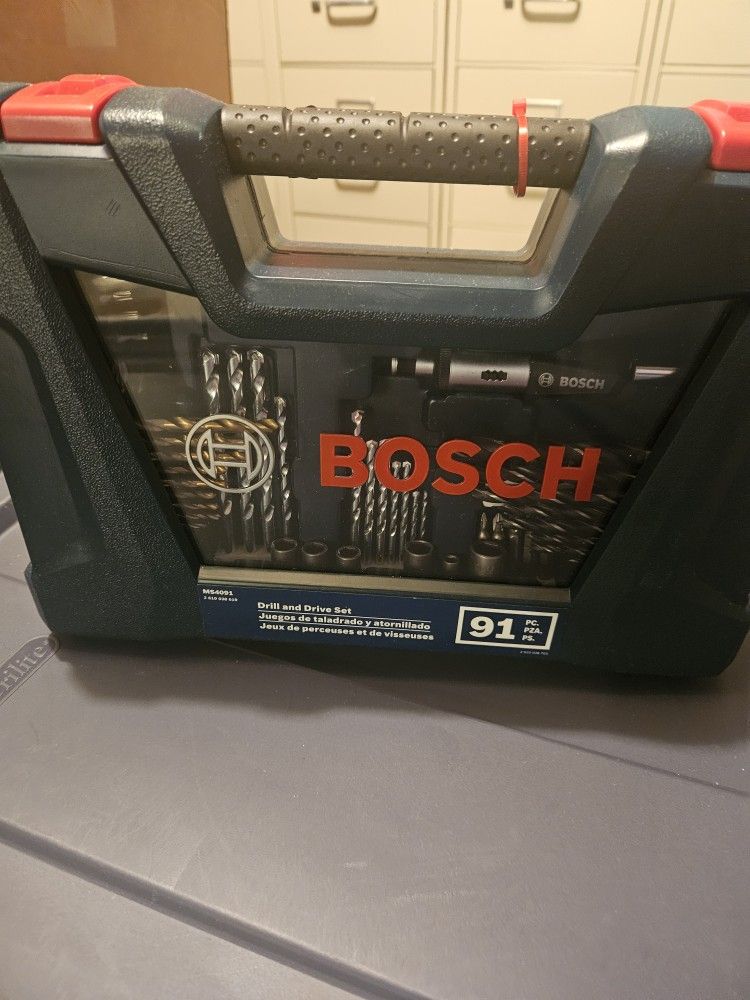 BOSCH
BOSCH
MS4091
Drill and Drive Set
Juegos de taladrado y atornillado
Jeux de perceuses et de visseuses
91
PC.
PZA.
PS.